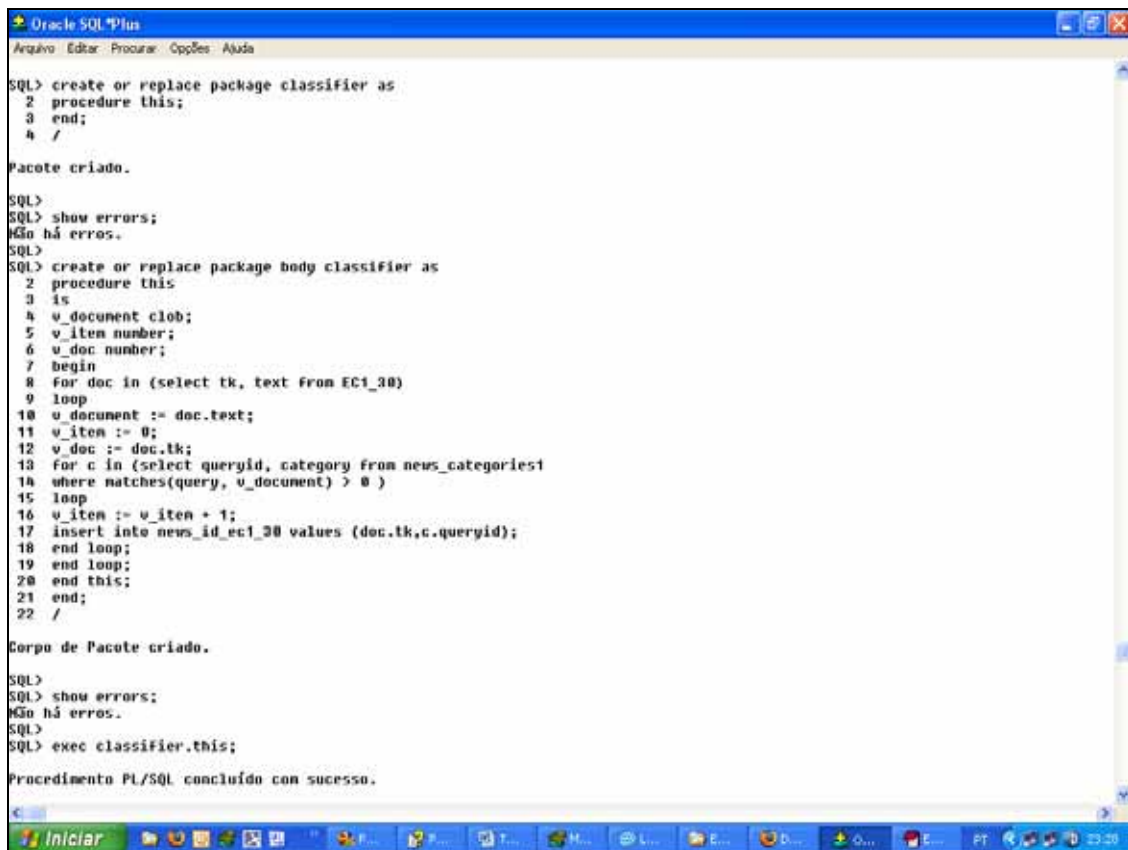 Oracle SQL*Plus
Arquivo Editar Procurar Opções Ajuda
SQL> create or replace package classifier as
2 procedure this;
3 end;
4 /
Pacote criado.
SQL>
SQL> show errors;
Não há erros.
SQL>
SQL> create or replace package body classifier as
2 procedure this
3 is
4 v_document clob;
5 v_item number;
6 v_doc number;
7 begin
8 for doc in (select tk, text from EC1_30)
9 loop
10 v_document := doc.text;
11 v_item := 0;
12 v_doc := doc.tk;
13 for c in (select queryid, category from news_categories1
14 where matches(query, v_document) > 0 )
15 loop
16 v_item := v_item + 1;
17 insert into news_id_ec1_30 values (doc.tk,c.queryid);
18 end loop;
19 end loop;
20 end this;
21 end;
22 /
Corpo de Pacote criado.
SQL>
SQL> show errors;
Não há erros.
SQL>
SQL> exec classifier.this;
Procedimento PL/SQL concluído com sucesso.
Iniciar P... P... T... M... L... E... D... O... E... PT 23:28